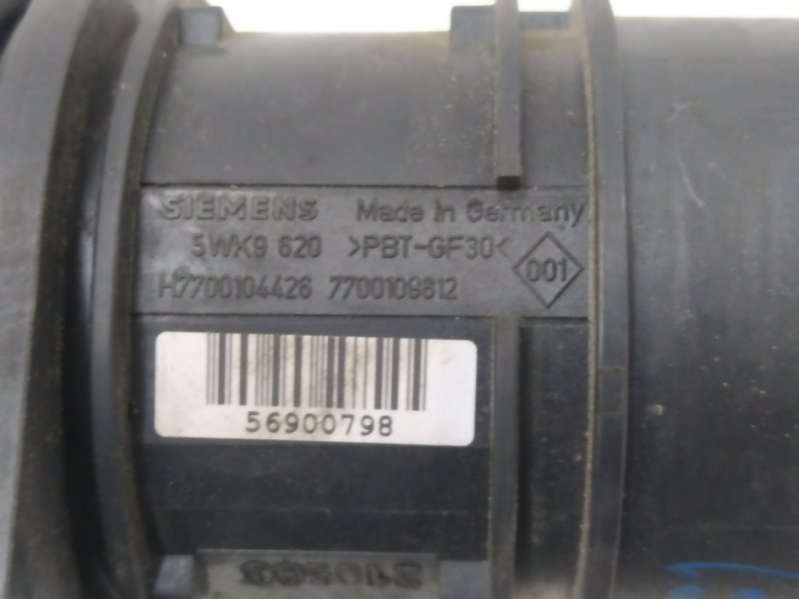 SIEMENS Made in Germany
5WK9 620 >PBT-GF30<
001
H7700104426 7700109812
56900798